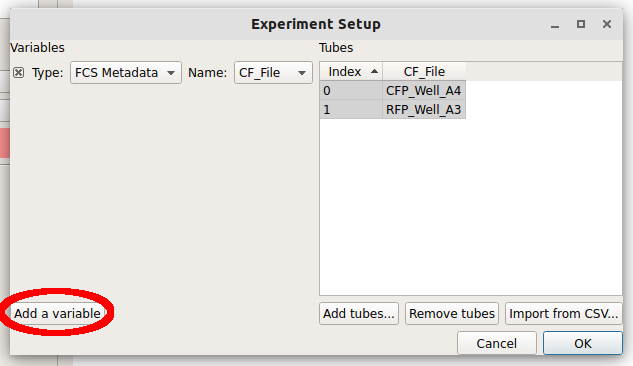 Experiment Setup
Variables
Type: FCS Metadata Name: CF_File
Tubes
Index CF_File
0 CFP_Well_A4
1 RFP_Well_A3
Add a variable
Add tubes... Remove tubes Import from CSV...
Cancel OK